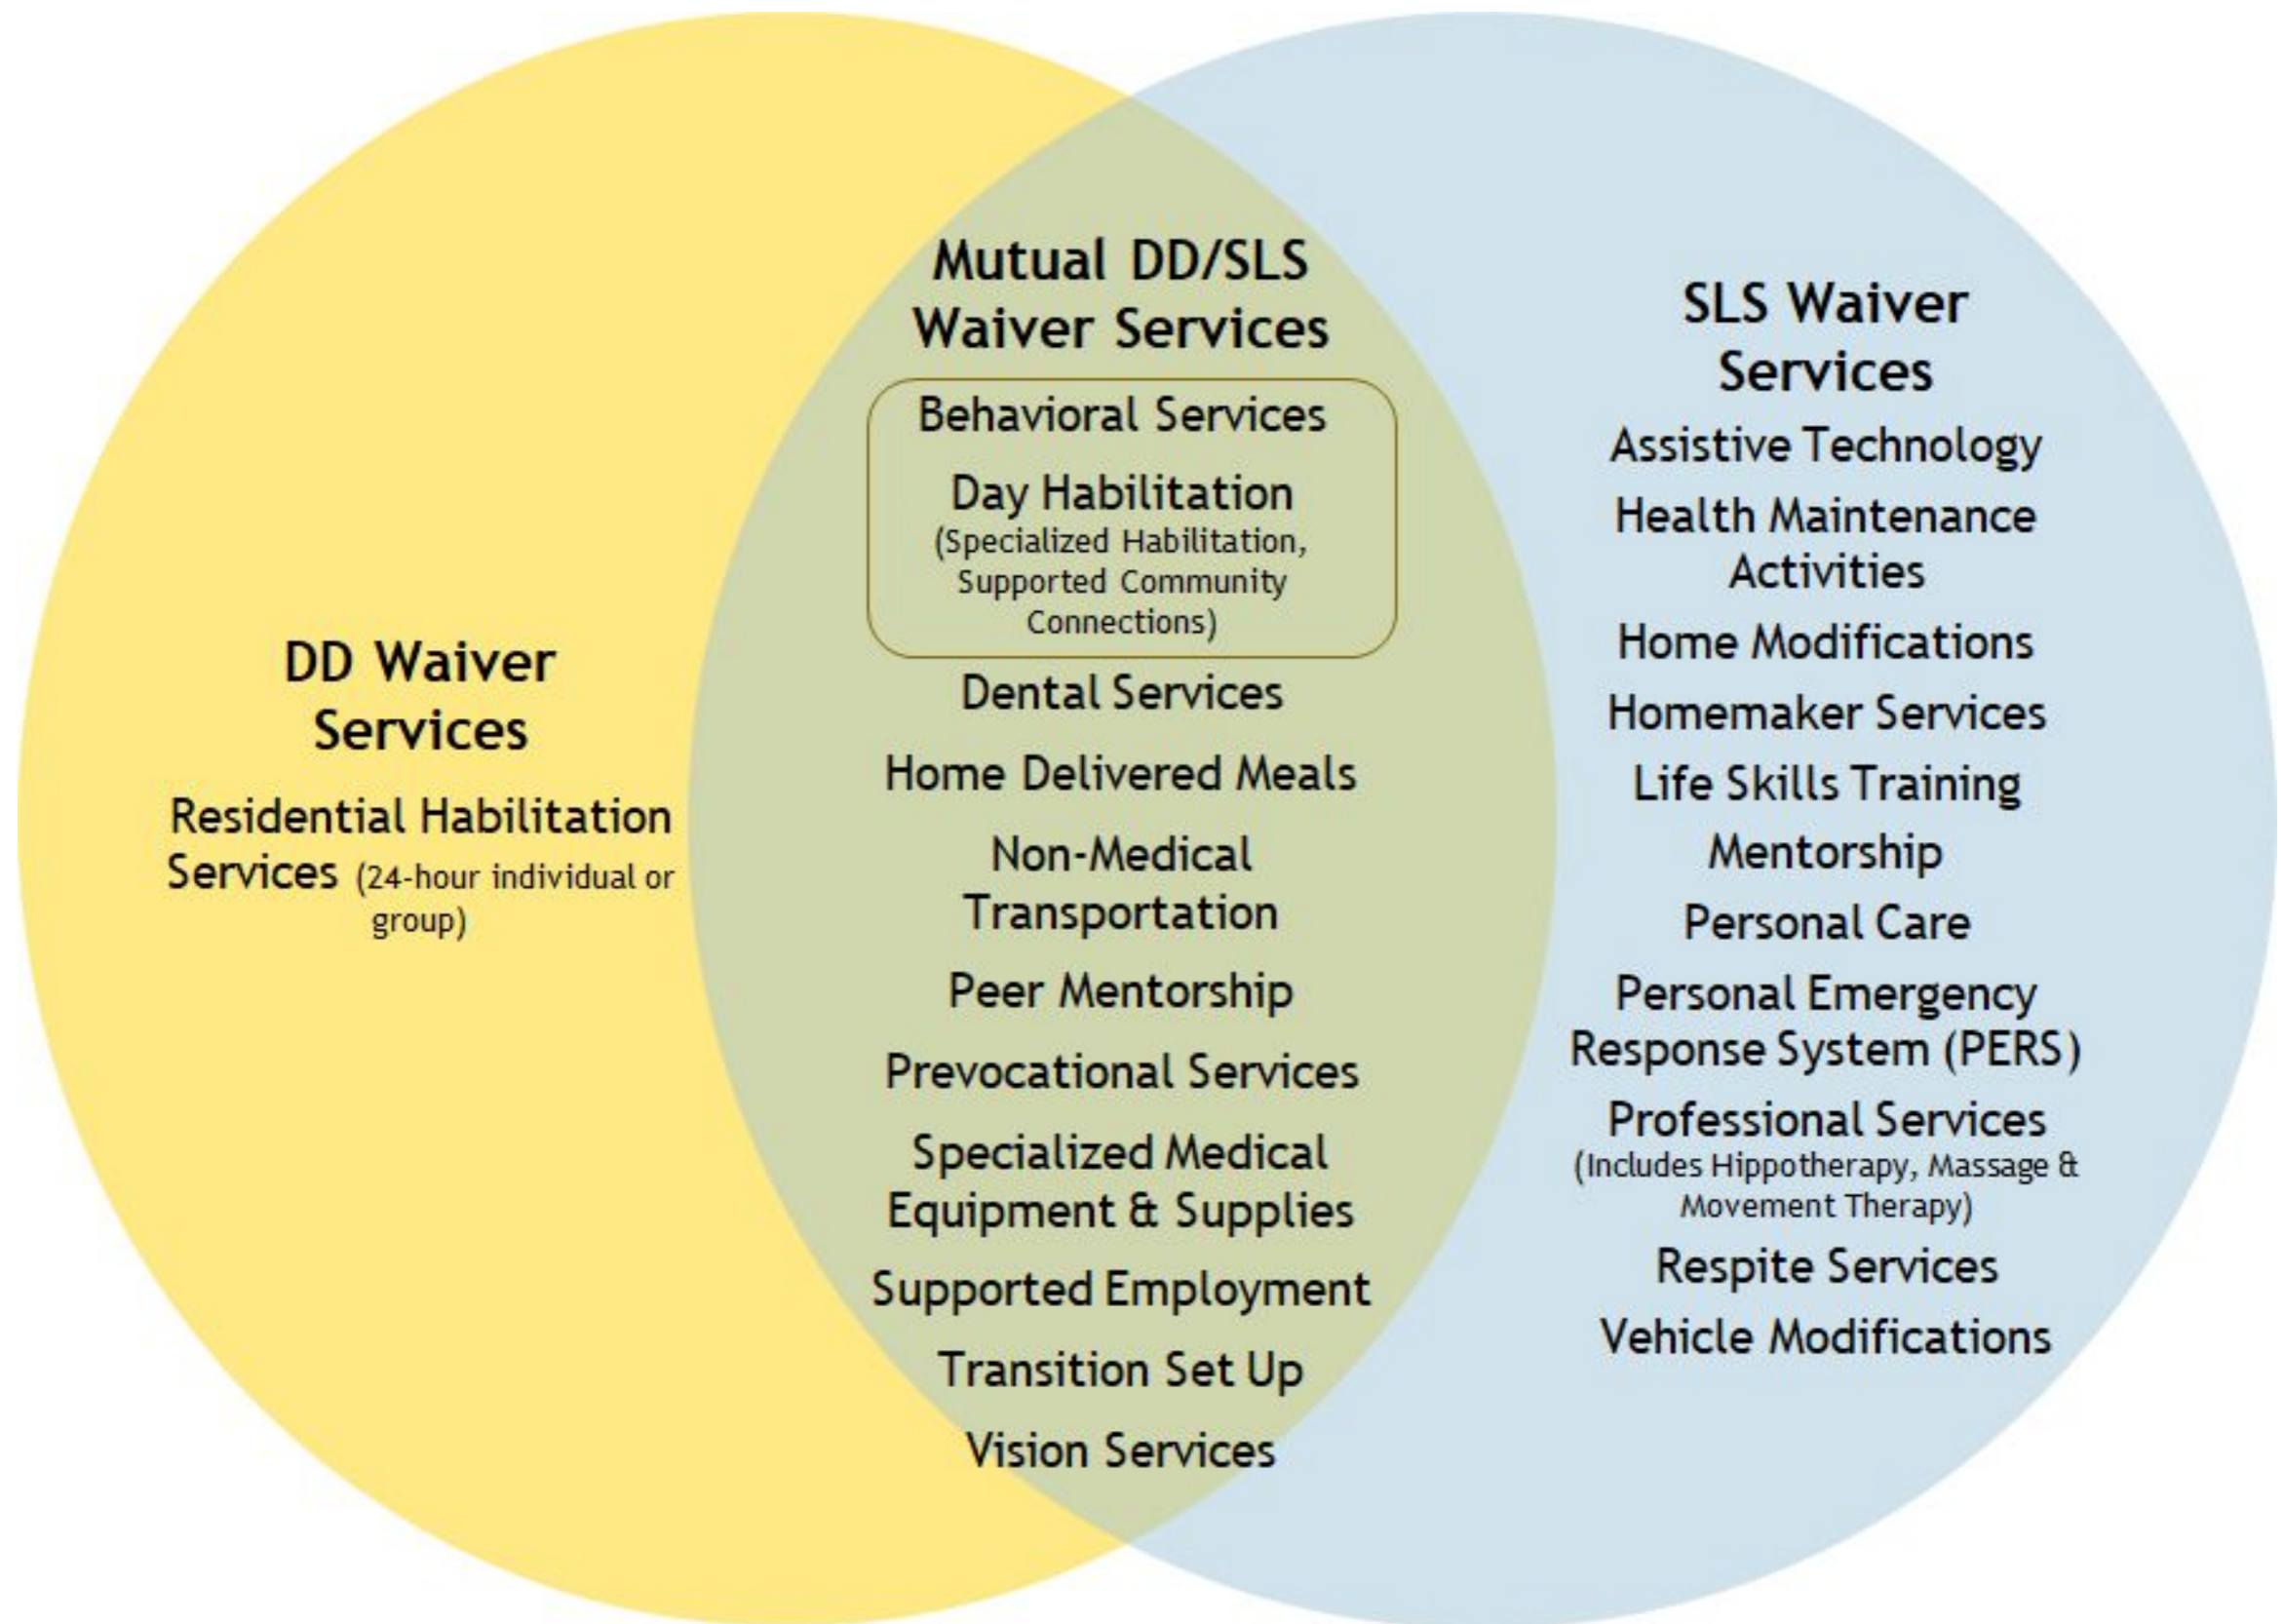 DD Waiver
Services
Residential Habilitation
Services (24-hour individual or
group)
Mutual DD/SLS
Waiver Services
Behavioral Services
Day Habilitation
(Specialized Habilitation,
Supported Community
Connections)
Dental Services
Home Delivered Meals
Non-Medical
Transportation
Peer Mentorship
Prevocational Services
Specialized Medical
Equipment & Supplies
Supported Employment
Transition Set Up
Vision Services
SLS Waiver
Services
Assistive Technology
Health Maintenance
Activities
Home Modifications
Homemaker Services
Life Skills Training
Mentorship
Personal Care
Personal Emergency
Response System (PERS)
Professional Services
(Includes Hippotherapy, Massage &
Movement Therapy)
Respite Services
Vehicle Modifications